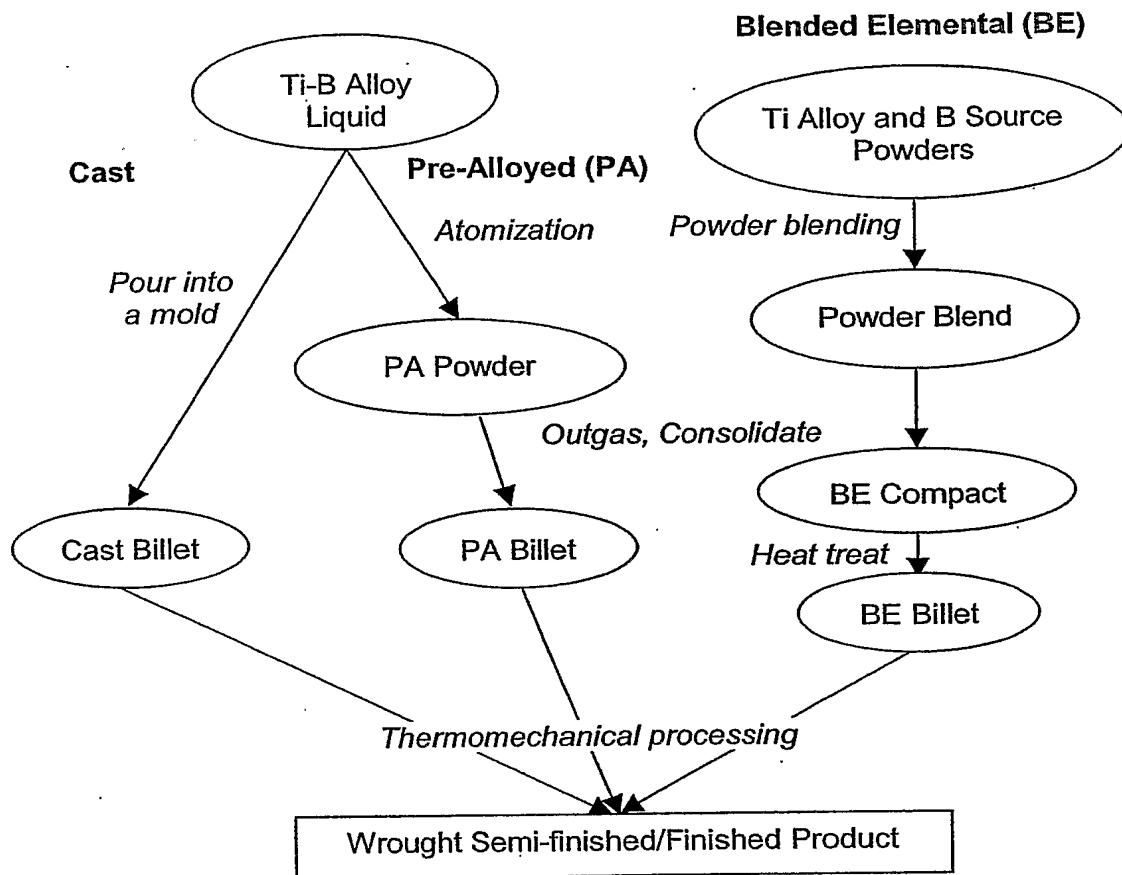 Blended Elemental (BE)
Ti-B Alloy
Liquid
Ti Alloy and B Source
Powders
Cast
Pre-Alloyed (PA)
Atomization
Powder blending
Pour into
a mold
Powder Blend
PA Powder
Outgas, Consolidate
BE Compact
Cast Billet
PA Billet
Heat treat
BE Billet
Thermomechanical processing
Wrought Semi-finished/Finished Product